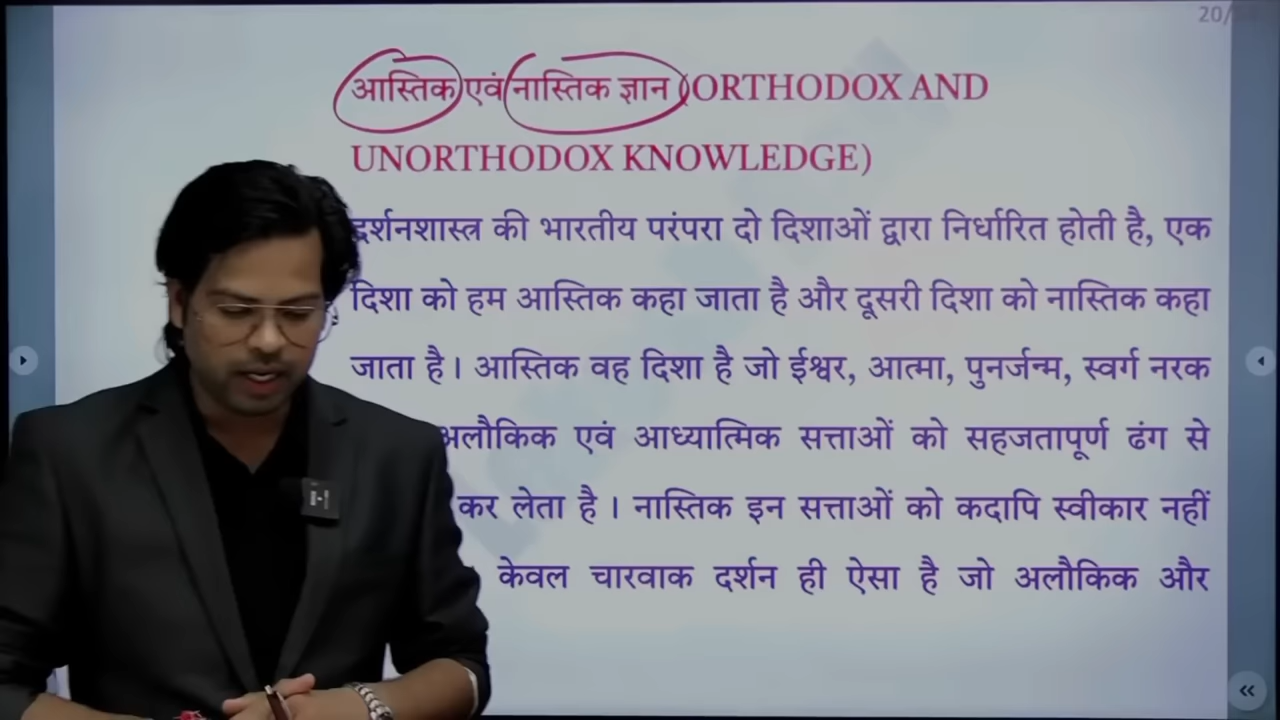 20/
आस्तिक एवं नास्तिक ज्ञान (ORTHODOX AND
UNORTHODOX KNOWLEDGE)
दर्शनशास्त्र की भारतीय परंपरा दो दिशाओं द्वारा निर्धारित होती है, एक
दिशा को हम आस्तिक कहा जाता है और दूसरी दिशा को नास्तिक कहा
जाता है। आस्तिक वह दिशा है जो ईश्वर, आत्मा, पुनर्जन्म, स्वर्ग नरक
अलौकिक एवं आध्यात्मिक सत्ताओं को सहजतापूर्ण ढंग से
कर लेता है। नास्तिक इन सत्ताओं को कदापि स्वीकार नहीं
केवल चारवाक दर्शन ही ऐसा है जो अलौकिक और